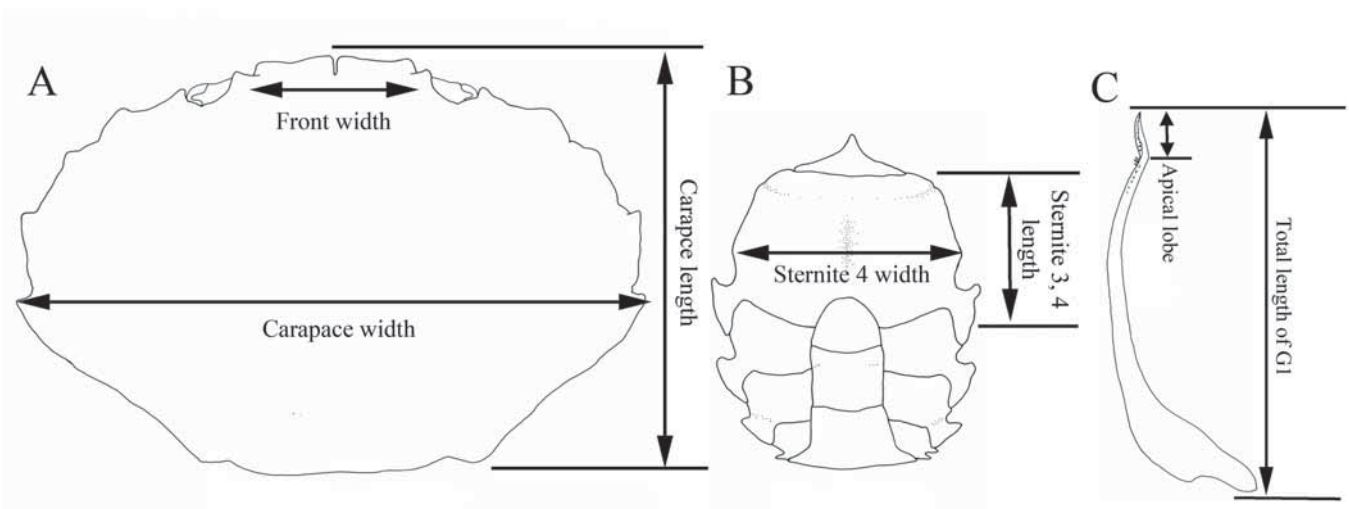 A
Front width
Carapace width
Carapce length
B
Sternite 4 width
Sternite 3, 4
length
C
Apical lobe
Total length of G1